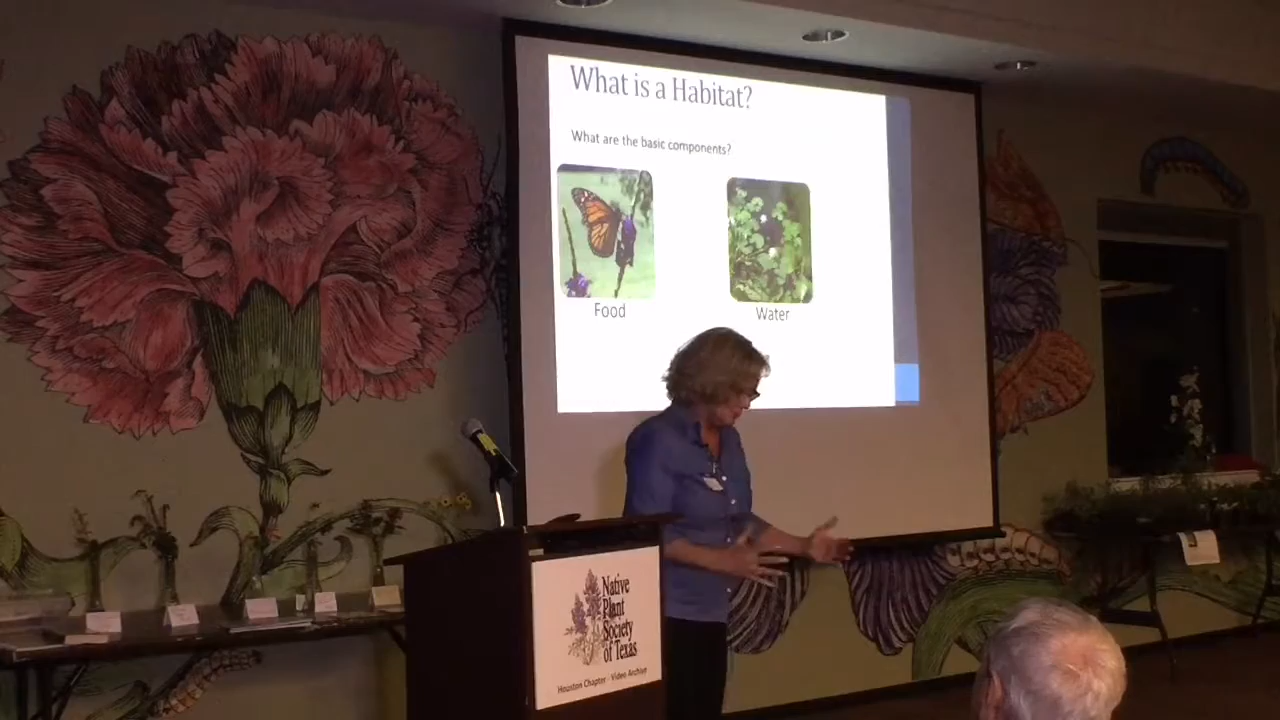 What is a Habitat?
What are the basic components?
Food
Water
Native
Plant
Society
of Texas
Houston Chapter - Video Archive